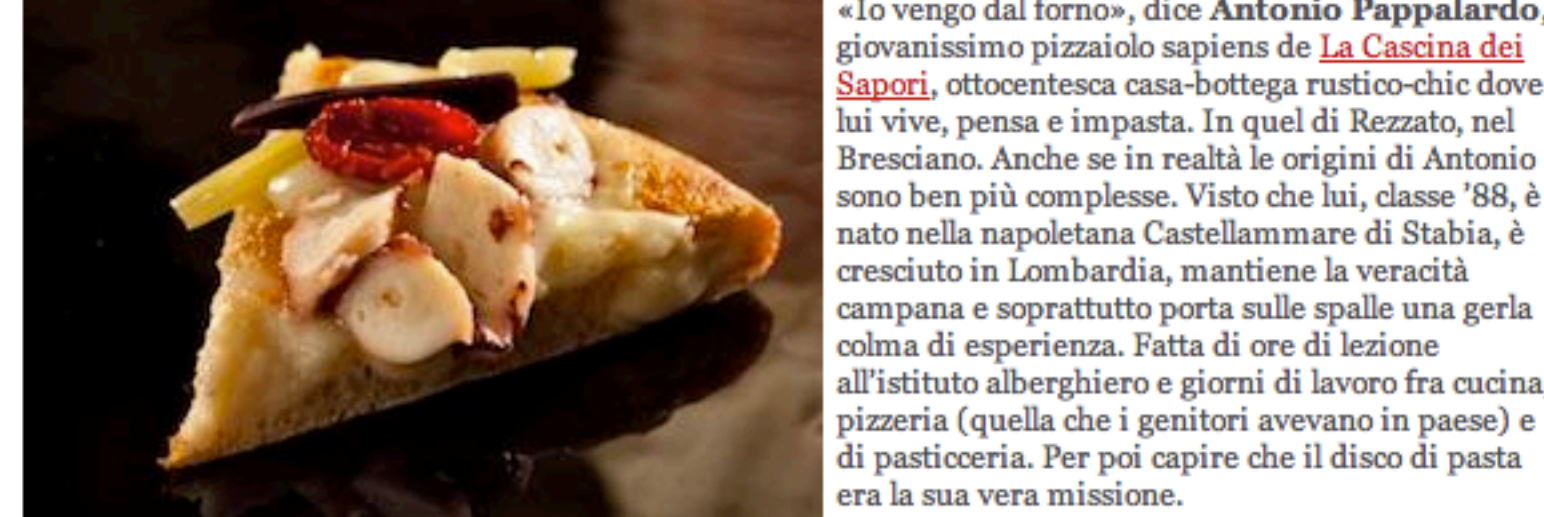 «Io vengo dal forno», dice Antonio Pappalardo,
giovanissimo pizzaiolo sapiens de La Cascina dei
Sapori, ottocentesca casa-bottega rustico-chic dove
lui vive, pensa e impasta. In quel di Rezzato, nel
Bresciano. Anche se in realtà le origini di Antonio
sono ben più complesse. Visto che lui, classe ’88, è
nato nella napoletana Castellammare di Stabia, è
cresciuto in Lombardia, mantiene la veracità
campana e soprattutto porta sulle spalle una gerla
colma di esperienza. Fatta di ore di lezione
all’istituto alberghiero e giorni di lavoro fra cucina,
pizzeria (quella che i genitori avevano in paese) e
di pasticceria. Per poi capire che il disco di pasta
era la sua vera missione.